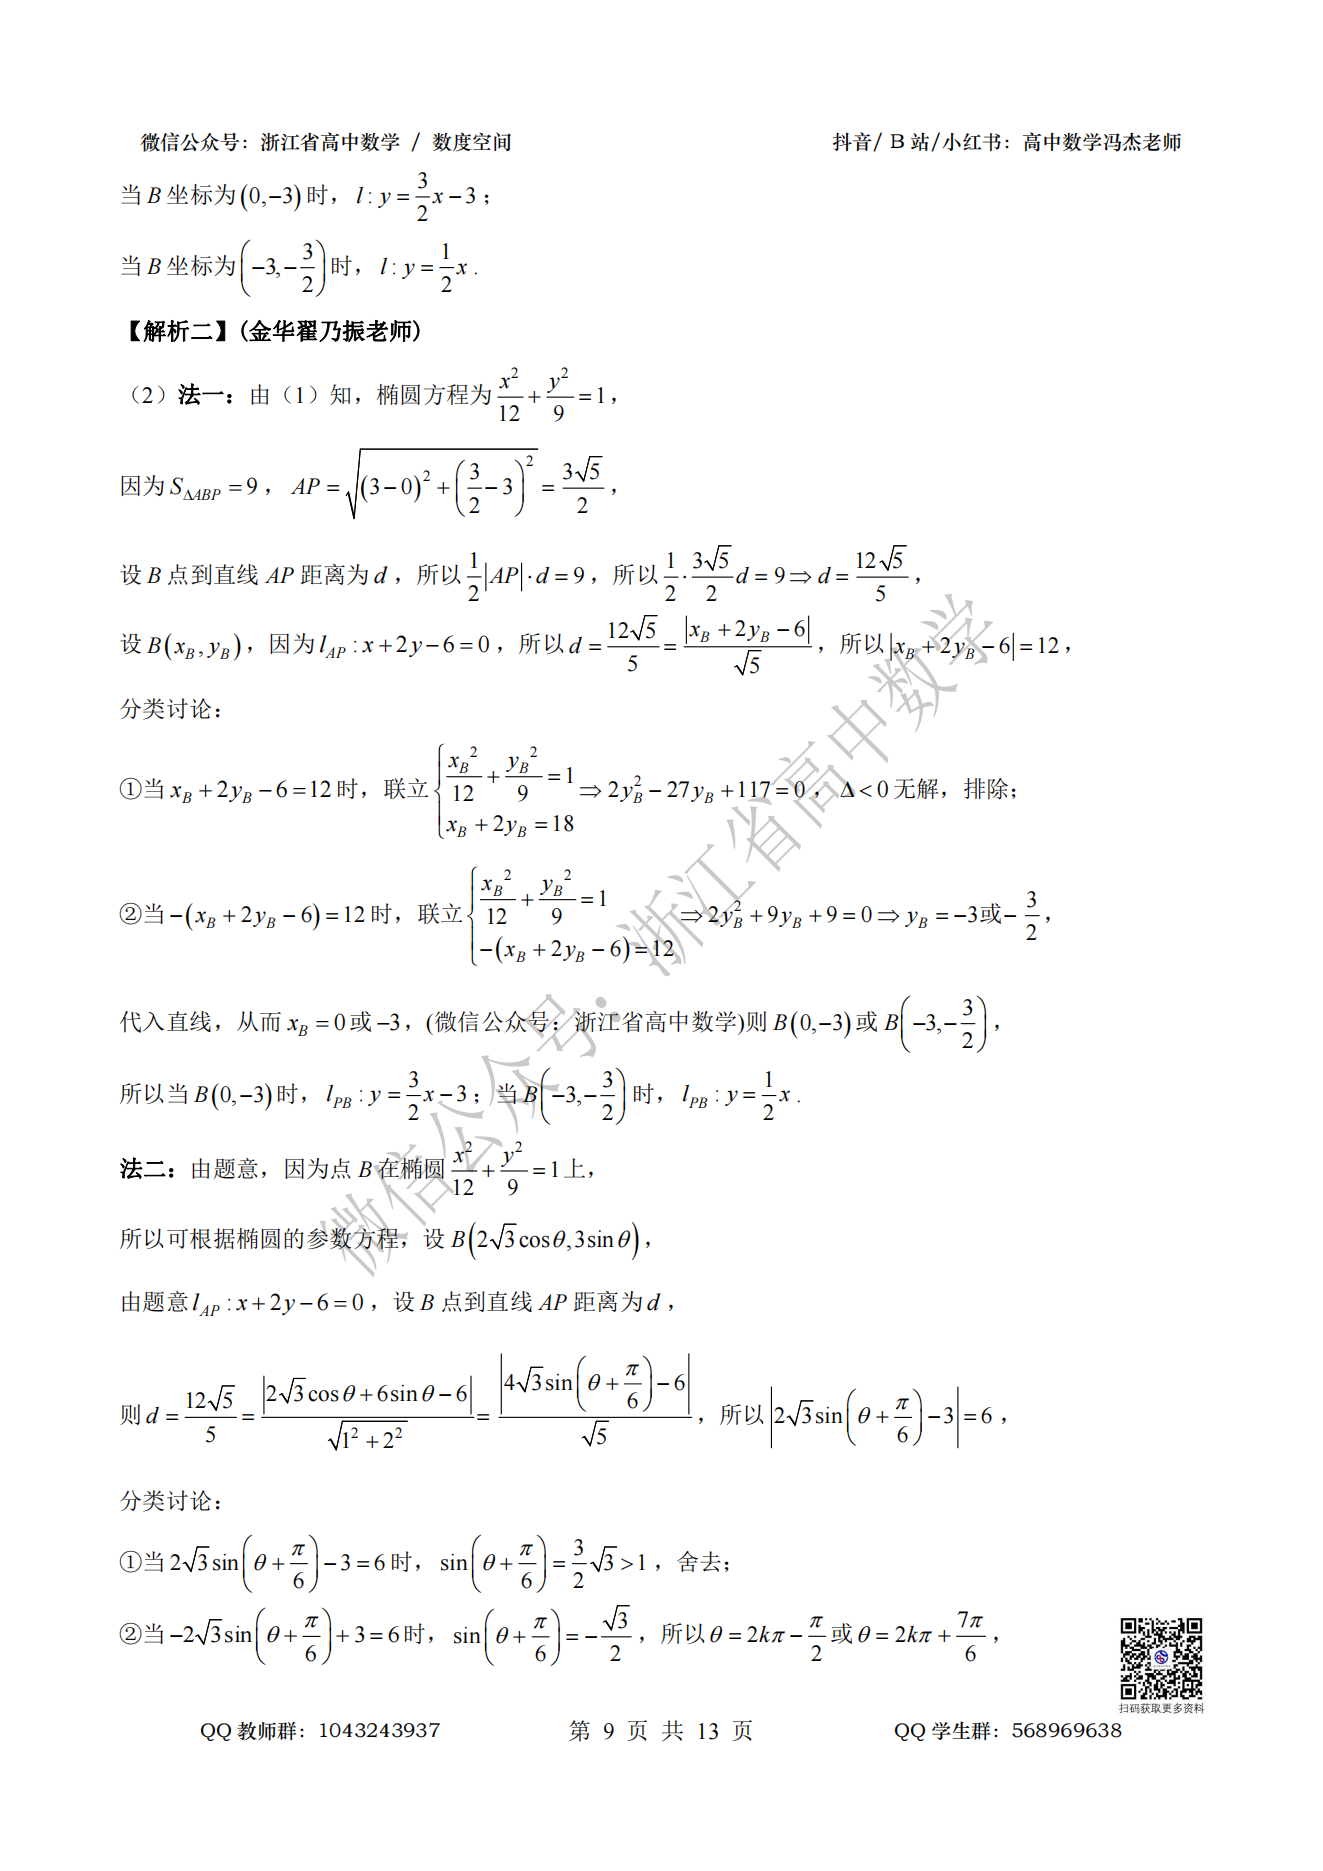 微信公众号：浙江省高中数学 / 数度空间 抖音/ B 站/小红书：高中数学冯杰老师
当 B 坐标为 (0,−3) 时，l : y = 3/2 x − 3；
当 B 坐标为 (−3,−3/2) 时，l : y = 1/2 x .
【解析二】(金华翟乃振老师)
（2）法一：由（1）知，椭圆方程为 x²/12 + y²/9 = 1，
因为 S_ΔABP = 9，AP = √((3−0)² + (3/2−3)²) = 3√5/2，
设 B 点到直线 AP 距离为 d，所以 1/2|AP|·d = 9，所以 1/2·3√5/2 d = 9 ⇒ d = 12√5/5，
设 B(x_B, y_B)，因为 l_AP : x + 2y − 6 = 0，所以 d = 12√5/5 = |x_B + 2y_B − 6|/√5，所以 |x_B + 2y_B − 6| = 12，
分类讨论：
①当 x_B + 2y_B − 6 = 12 时，联立 { x_B²/12 + y_B²/9 = 1, x_B + 2y_B = 18 ⇒ 2y_B² − 27y_B + 117 = 0，Δ < 0 无解，排除；
②当 −(x_B + 2y_B − 6) = 12 时，联立 { x_B²/12 + y_B²/9 = 1, −(x_B + 2y_B − 6) = 12 ⇒ 2y_B² + 9y_B + 9 = 0 ⇒ y_B = −3或−3/2，
代入直线，从而 x_B = 0 或 −3，(微信公众号：浙江省高中数学)则 B(0,−3) 或 B(−3,−3/2)，
所以当 B(0,−3) 时，l_PB : y = 3/2 x − 3；当 B(−3,−3/2) 时，l_PB : y = 1/2 x .
法二：由题意，因为点 B 在椭圆 x²/12 + y²/9 = 1 上，
所以可根据椭圆的参数方程，设 B(2√3cosθ,3sinθ)，
由题意 l_AP : x + 2y − 6 = 0，设 B 点到直线 AP 距离为 d，
则 d = 12√5/5 = |2√3cosθ + 6sinθ − 6|/√(1² + 2²) = |4√3sin(θ + π/6) − 6|/√5，所以 |2√3sin(θ + π/6) − 3| = 6，
分类讨论：
①当 2√3sin(θ + π/6) − 3 = 6 时，sin(θ + π/6) = 3/2 √3 > 1，舍去；
②当 −2√3sin(θ + π/6) + 3 = 6 时，sin(θ + π/6) = −√3/2，所以 θ = 2kπ − π/2 或 θ = 2kπ + 7π/6，
扫码获取更多资料
QQ 教师群：1043243937 第 9 页 共 13 页 QQ 学生群：568969638
微信公众号：浙江省高中数学